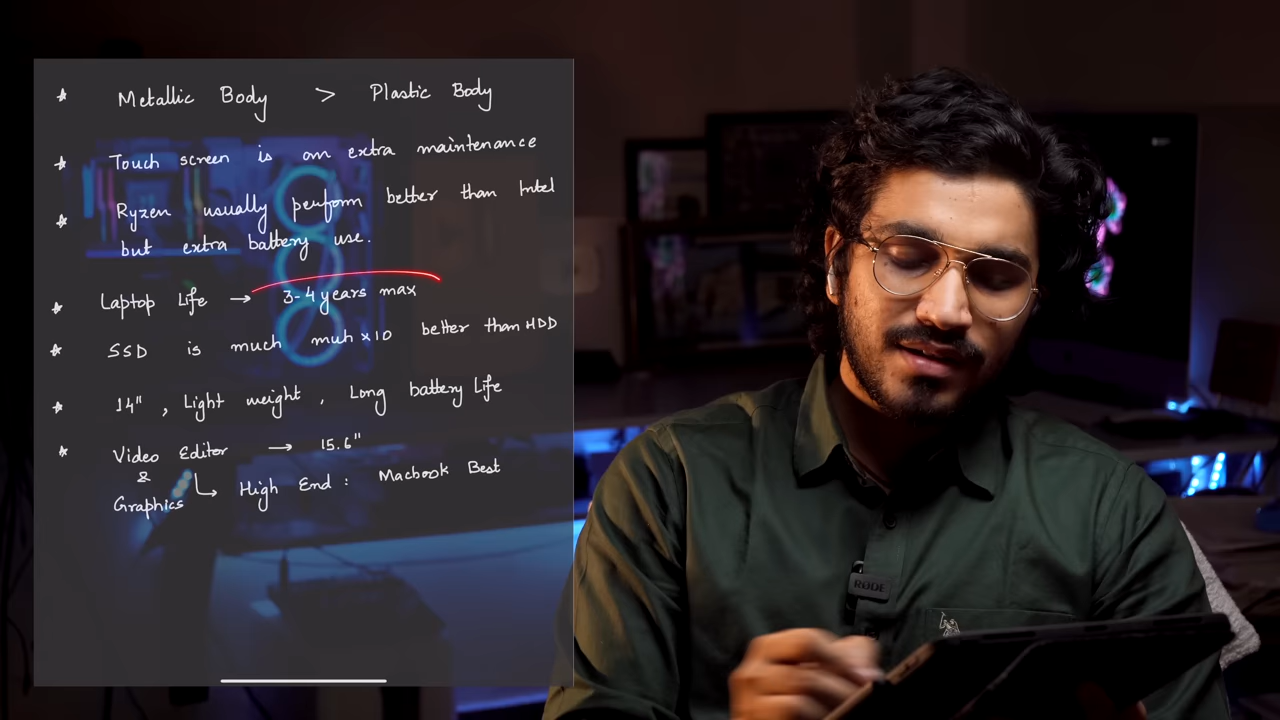 ★ Metallic Body > Plastic Body
★ Touch screen is an extra maintenance
★ Ryzen usually perform better than Intel
but extra battery use.
★ Laptop Life → 3-4 years max
★ SSD is much muh x10 better than HDD
★ 14" , Light weight , Long battery Life
★ Video Editor → 15.6"
&
Graphics ↳ High End : Macbook Best
RØDE